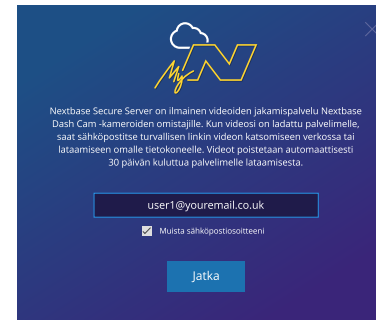 My N
Nextbase Secure Server on ilmainen videoiden jakamispalvelu Nextbase
Dash Cam -kameroiden omistajille. Kun videosi on ladattu palvelimelle,
saat sähköpostitse turvallisen linkin videon katsomiseen verkossa tai
lataamiseen omalle tietokoneelle. Videot poistetaan automaattisesti
30 päivän kuluttua palvelimelle lataamisesta.
user1@youremail.co.uk
Muista sähköpostiosoitteeni
Jatka